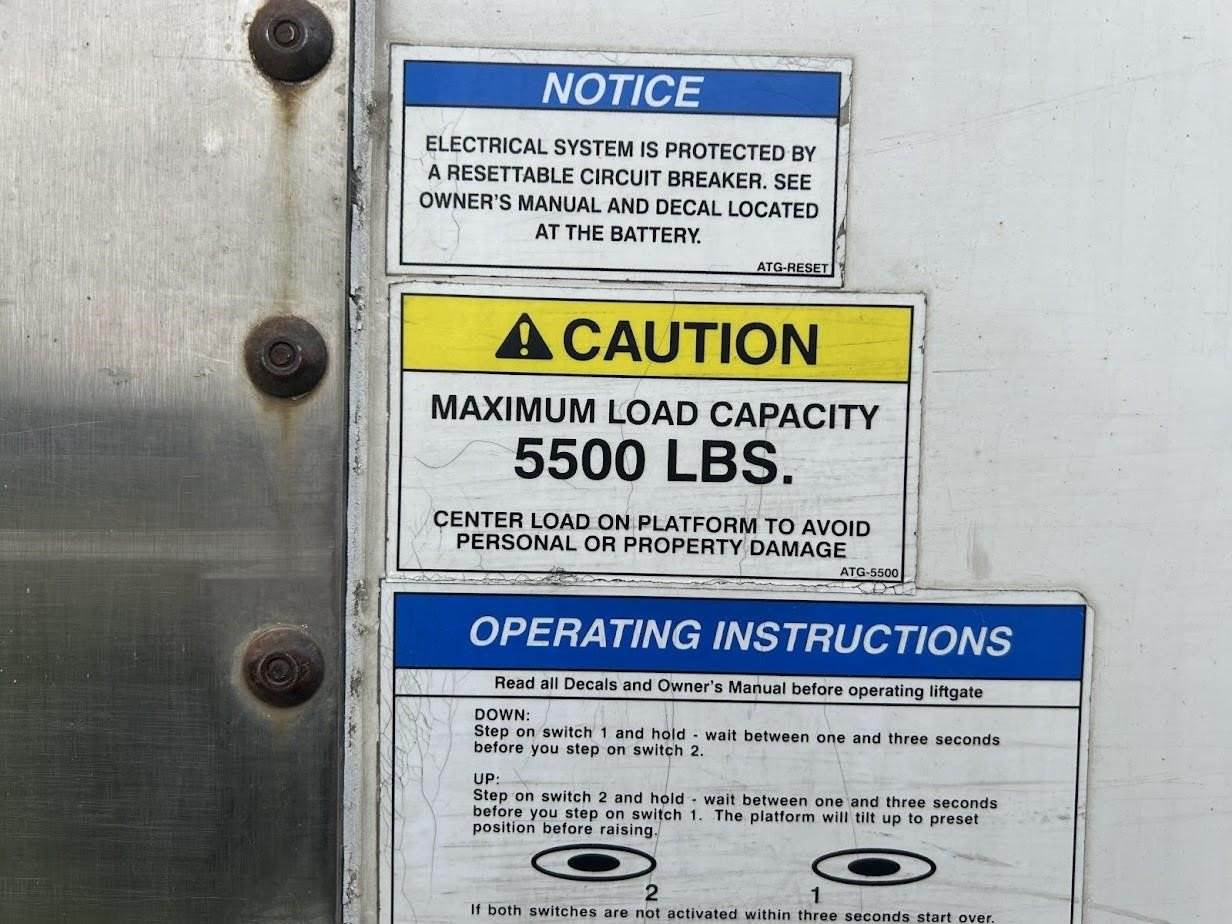 NOTICE
ELECTRICAL SYSTEM IS PROTECTED BY
A RESETTABLE CIRCUIT BREAKER. SEE
OWNER'S MANUAL AND DECAL LOCATED
AT THE BATTERY.
ATG-RESET
CAUTION
MAXIMUM LOAD CAPACITY
5500 LBS.
CENTER LOAD ON PLATFORM TO AVOID
PERSONAL OR PROPERTY DAMAGE
ATG-5500
OPERATING INSTRUCTIONS
Read all Decals and Owner's Manual before operating liftgate
DOWN:
Step on switch 1 and hold - wait between one and three seconds
before you step on switch 2.
UP:
Step on switch 2 and hold - wait between one and three seconds
before you step on switch 1. The platform will tilt up to preset
position before raising.
2 1
If both switches are not activated within three seconds start over.